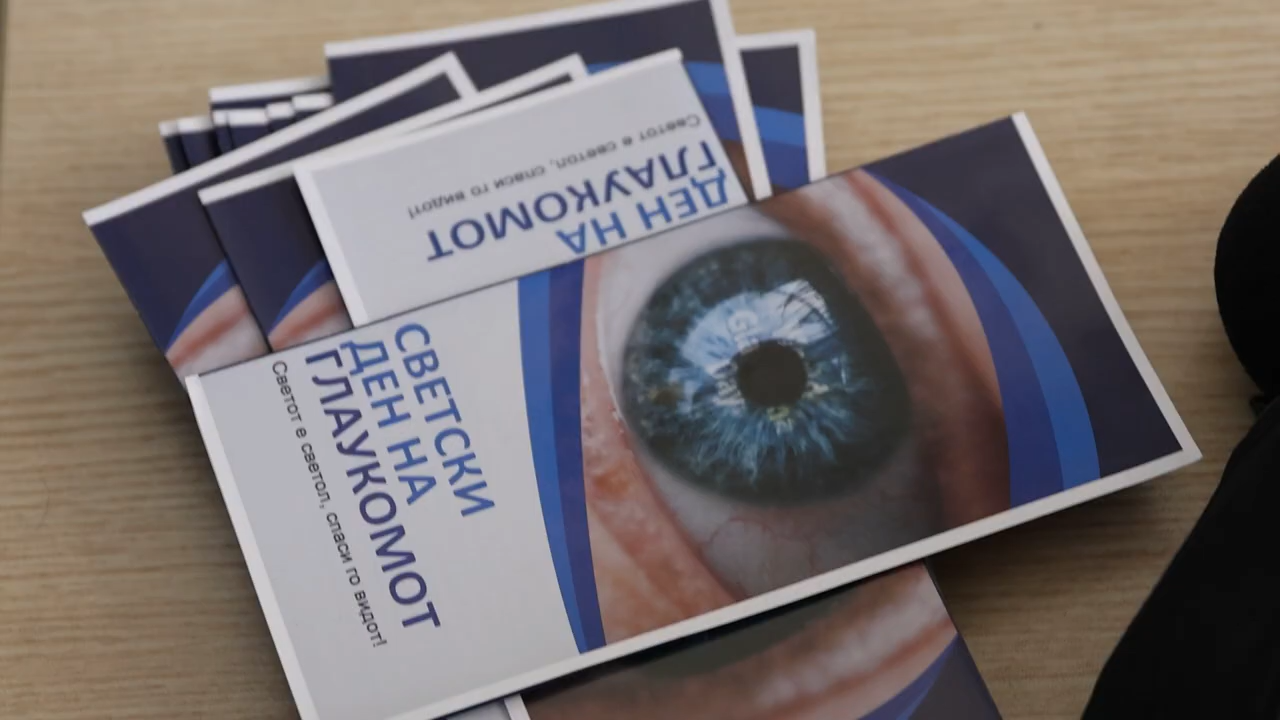 СВЕТСКИ
ДЕН НА
ГЛАУКОМОТ
Светот е светол, спаси го видот!
ДЕН НА
ГЛАУКОМОТ
Светот е светол, спаси го видот!